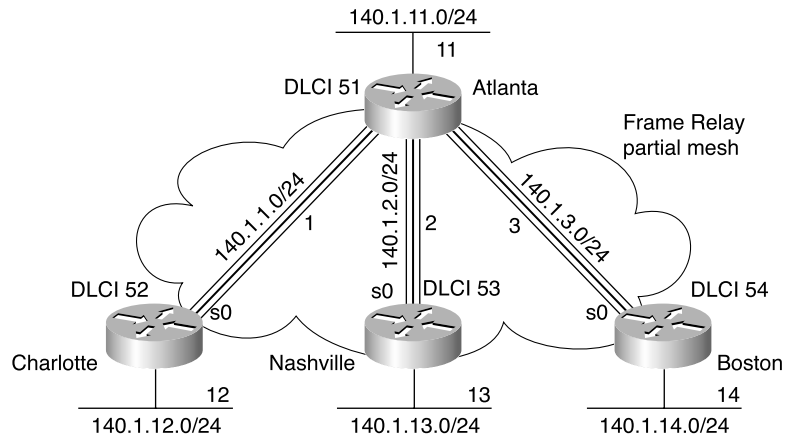 140.1.11.0/24
11
DLCI 51
Atlanta
Frame Relay
partial mesh
140.1.1.0/24
1
140.1.2.0/24
2
140.1.3.0/24
3
DLCI 52
s0
s0
DLCI 53
s0
DLCI 54
Charlotte
Nashville
Boston
12
13
14
140.1.12.0/24
140.1.13.0/24
140.1.14.0/24